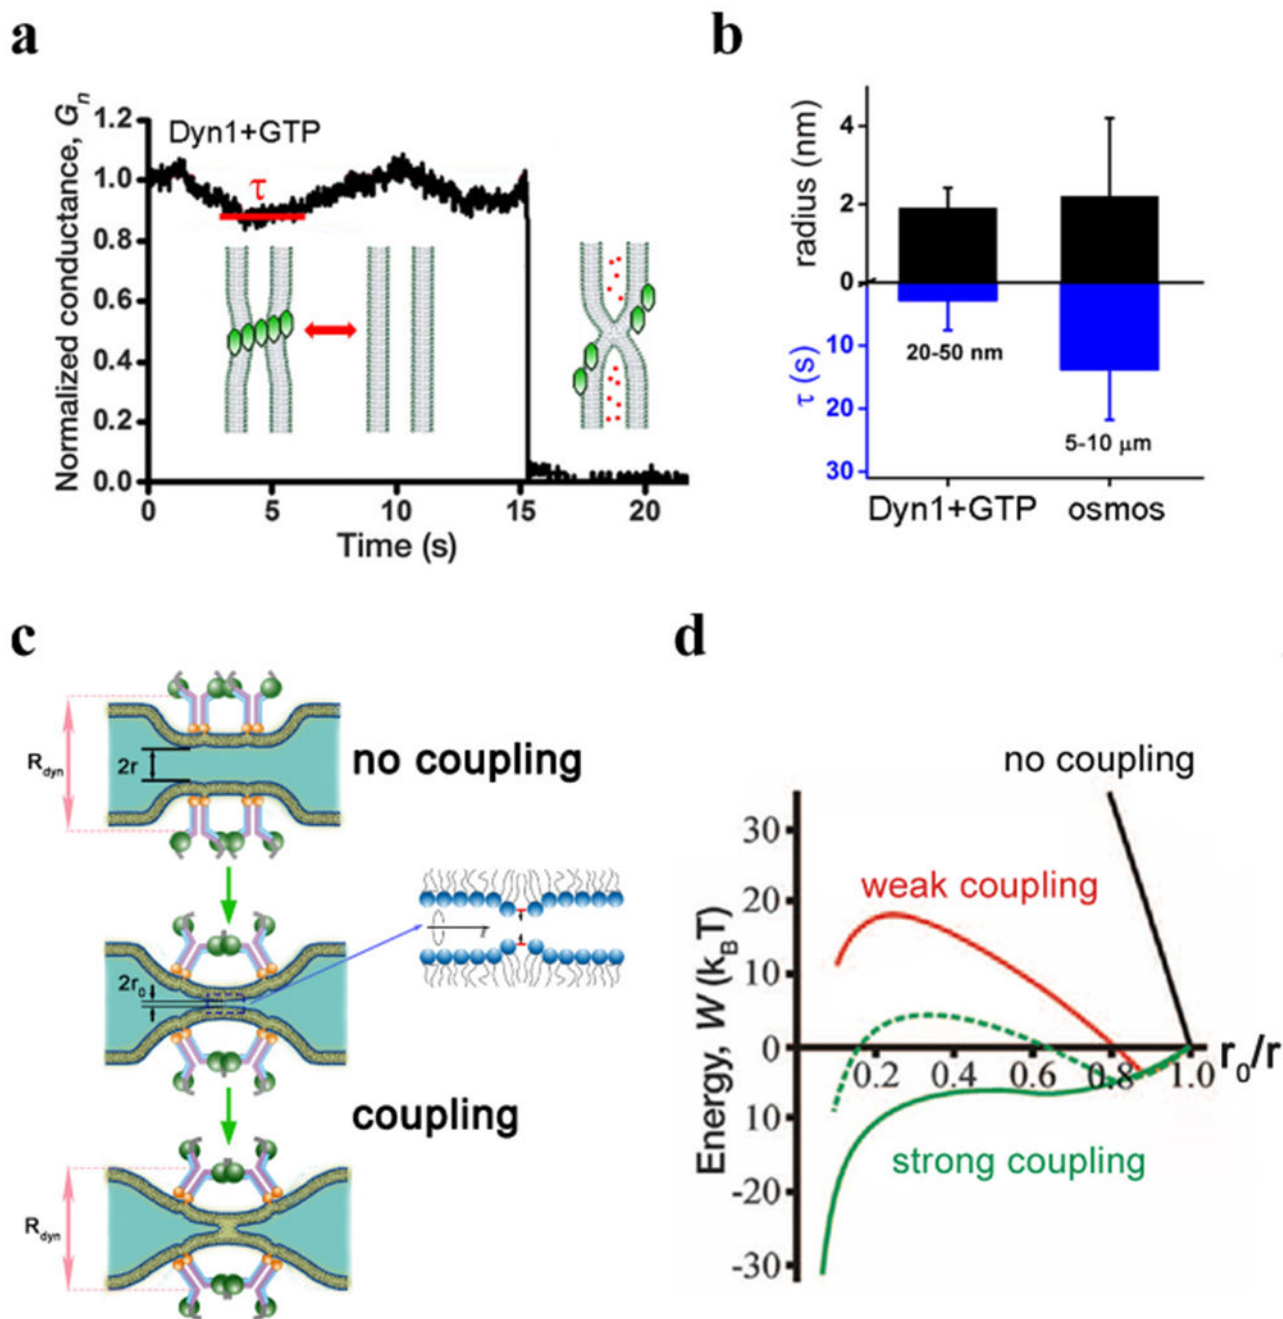 a
Normalized conductance, Gn
1.2
1.0
0.8
0.6
0.4
0.2
0.0
Dyn1+GTP
τ
0 5 10 15 20
Time (s)
b
radius (nm)
4
2
0
τ (s)
10
20
30
20-50 nm
5-10 µm
Dyn1+GTP osmos
c
Rdyn
2r
no coupling
2r0
r
coupling
Rdyn
d
no coupling
weak coupling
strong coupling
Energy, W (kBT)
30
20
10
0
10
-20
-30
0.2 0.4 0.6 0.8 1.0
r0/r